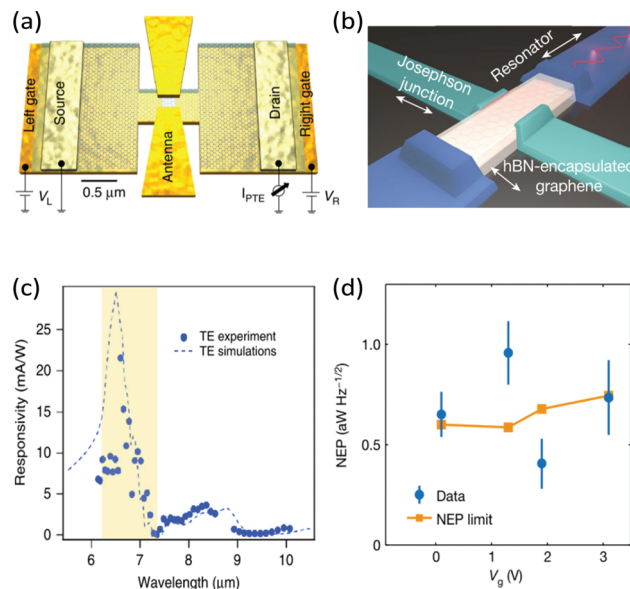 (a)
Left gate
Source
Antenna
Drain
Riglht gate
V_L
0.5 μm
I_PTE
V_R
(b)
Josephson
junction
Resonator
hBN-encapsulated
graphene
(c)
Responsivity (mA/W)
25
20
15
10
5
0
TE experiment
TE simulations
6 7 8 9 10
Wavelength (μm)
(d)
NEP (aW Hz^−1/2)
1.0
0.5
0
Data
NEP limit
0 1 2 3
V_g (V)